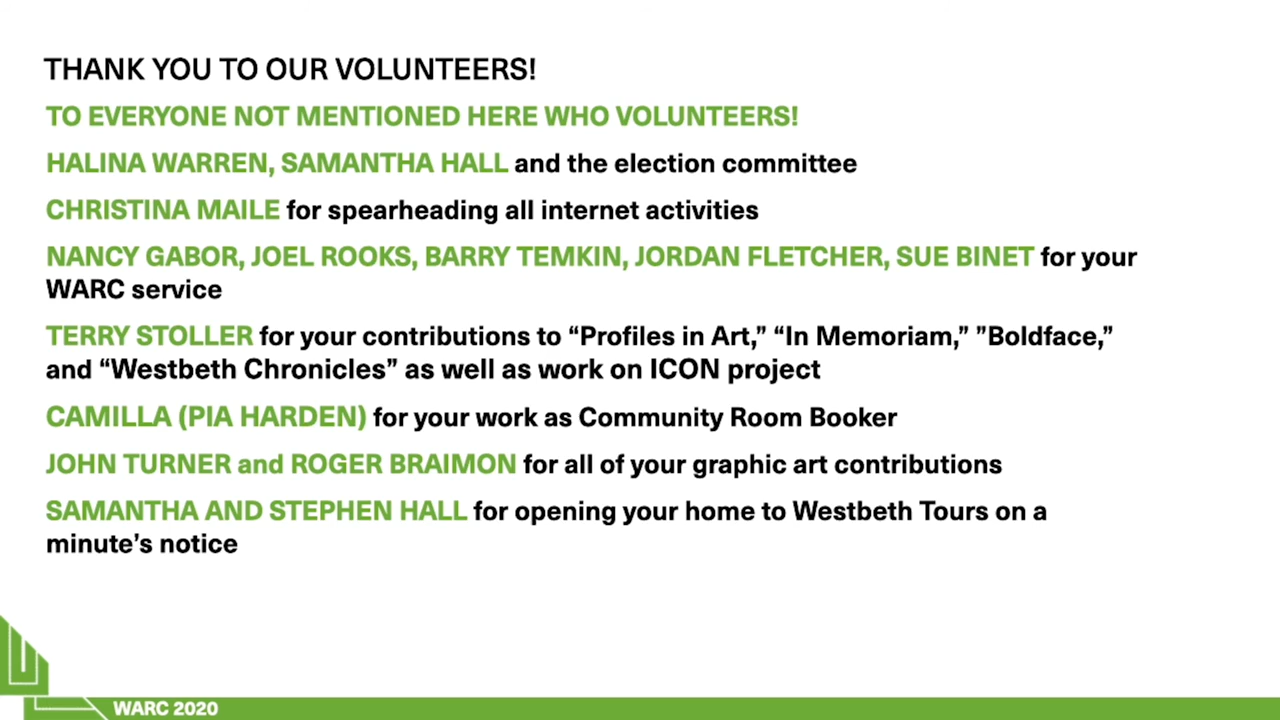 THANK YOU TO OUR VOLUNTEERS!
TO EVERYONE NOT MENTIONED HERE WHO VOLUNTEERS!
HALINA WARREN, SAMANTHA HALL and the election committee
CHRISTINA MAILE for spearheading all internet activities
NANCY GABOR, JOEL ROOKS, BARRY TEMKIN, JORDAN FLETCHER, SUE BINET for your
WARC service
TERRY STOLLER for your contributions to “Profiles in Art,” “In Memoriam,” ”Boldface,”
and “Westbeth Chronicles” as well as work on ICON project
CAMILLA (PIA HARDEN) for your work as Community Room Booker
JOHN TURNER and ROGER BRAIMON for all of your graphic art contributions
SAMANTHA AND STEPHEN HALL for opening your home to Westbeth Tours on a
minute’s notice
WARC 2020